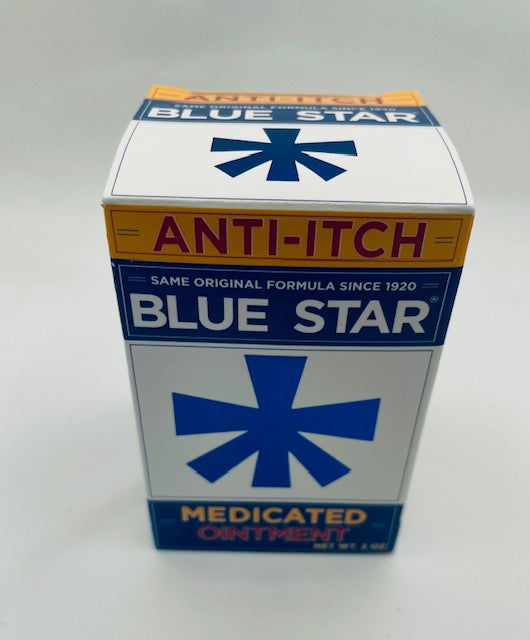 ANTI-ITCH
SAME ORIGINAL FORMULA SINCE 1920
BLUE STAR
ANTI-ITCH
SAME ORIGINAL FORMULA SINCE 1920
BLUE STAR®
MEDICATED
OINTMENT
NET WT. 2 OZ